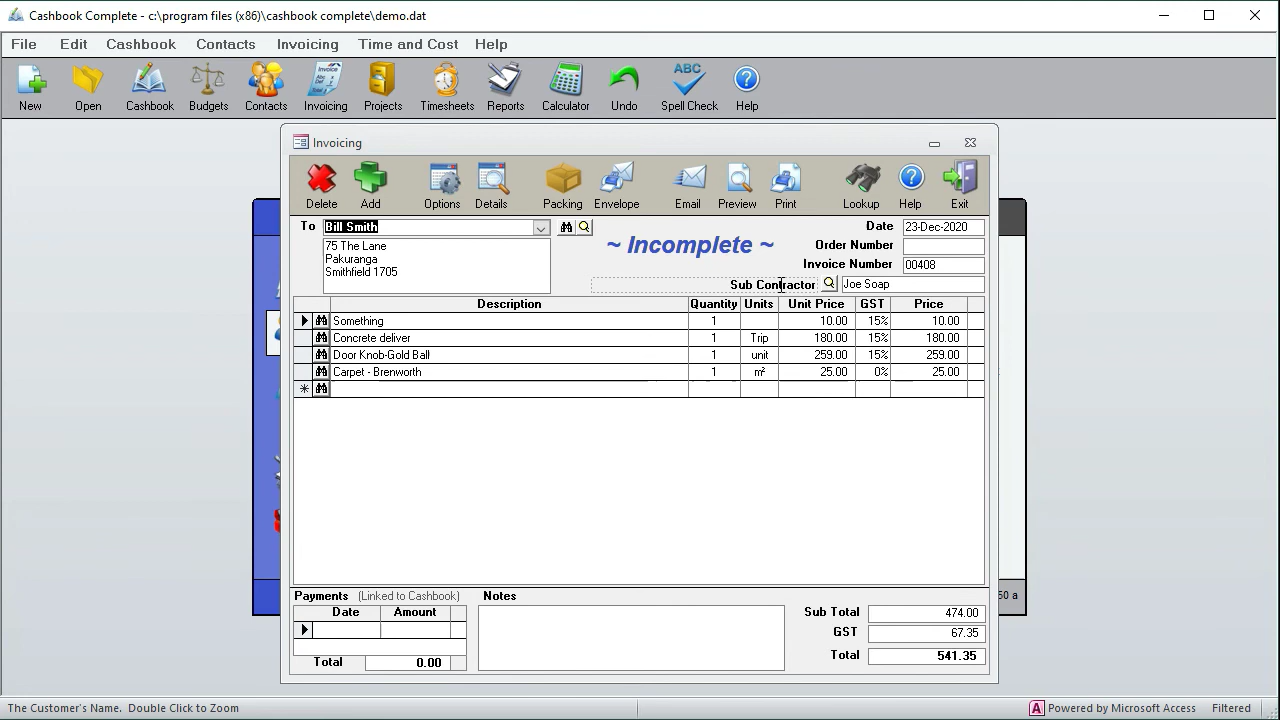 Cashbook Complete - c:\program files (x86)\cashbook complete\demo.dat
File Edit Cashbook Contacts Invoicing Time and Cost Help
New Open Cashbook Budgets Contacts Invoicing Projects Timesheets Reports Calculator Undo Spell Check Help
Invoicing
Delete Add Options Details Packing Envelope Email Preview Print Lookup Help Exit
To Bill Smith
75 The Lane
Pakuranga
Smithfield 1705
~ Incomplete ~
Date 23-Dec-2020
Order Number
Invoice Number 00408
Sub Contractor Joe Soap
Description Quantity Units Unit Price GST Price
Something 1 10.00 15% 10.00
Concrete deliver 1 Trip 180.00 15% 180.00
Door Knob-Gold Ball 1 unit 259.00 15% 259.00
Carpet - Brenworth 1 m² 25.00 0% 25.00
Payments (Linked to Cashbook)
Date Amount
Total 0.00
Notes
Sub Total 474.00
GST 67.35
Total 541.35
50 a
The Customer's Name. Double Click to Zoom
Powered by Microsoft Access Filtered